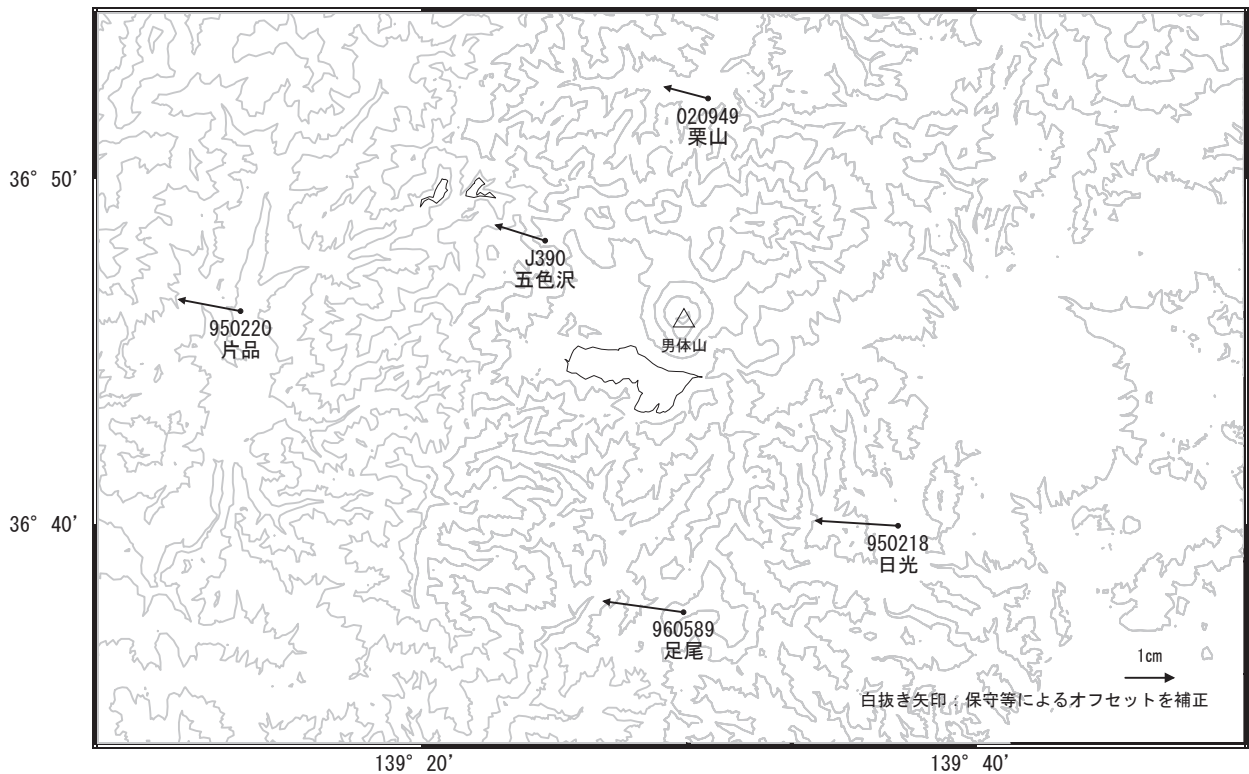 020949
栗山
36° 50′
J390
五色沢
950220
片品
男体山
36° 40′
950218
日光
960589
足尾
1cm
白抜き矢印：保守等によるオフセットを補正
139° 20′
139° 40′